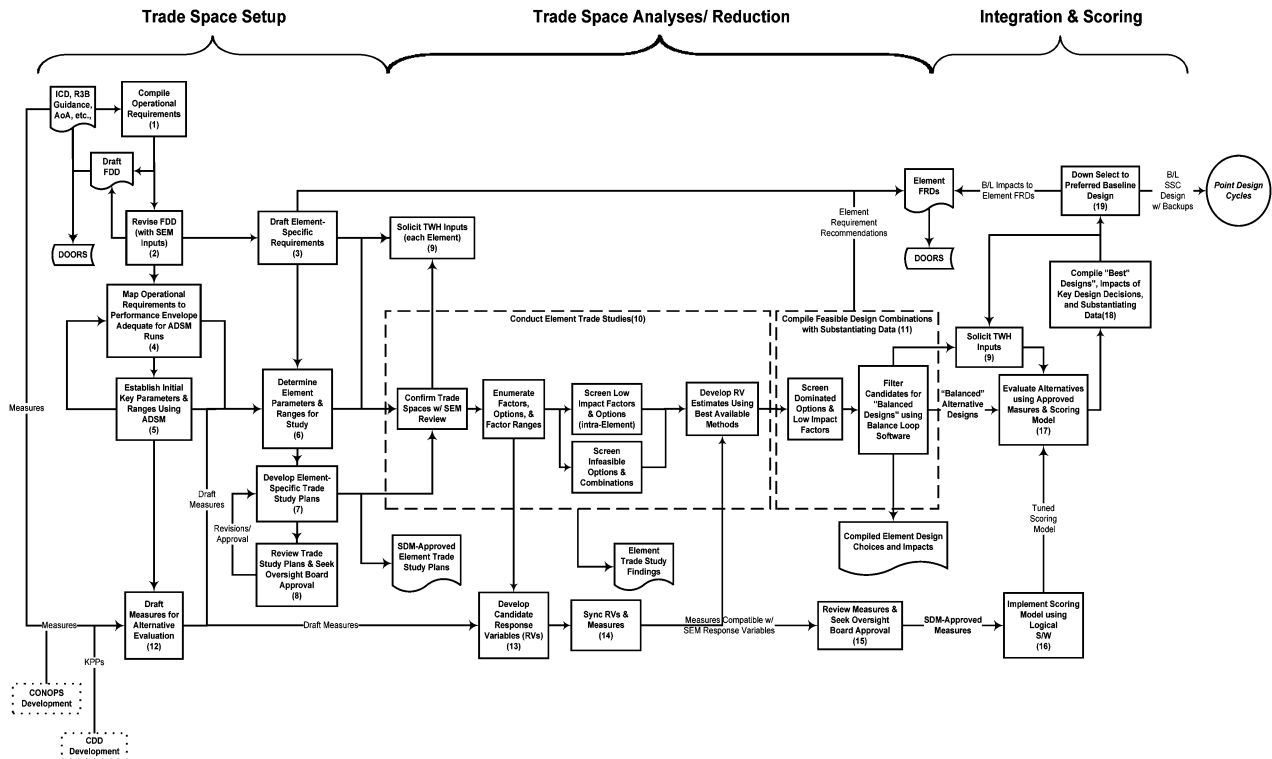 Trade Space Setup
Trade Space Analyses/ Reduction
Integration & Scoring
ICD, R3B
Guidance,
AoA, etc.,
Compile
Operational
Requirements
(1)
Draft
FDD
Revise FDD
(with SEM
Inputs)
(2)
DOORS
Draft Element-
Specific
Requirements
(3)
Solicit TWH Inputs
(each Element)
(9)
Map Operational
Requirements to
Performance Envelope
Adequate for ADSM
Runs
(4)
Establish Initial
Key Parameters &
Ranges Using
ADSM
(5)
Determine
Element
Parameters &
Ranges for
Study
(6)
Develop Element-
Specific Trade
Study Plans
(7)
Review Trade
Study Plans & Seek
Oversight Board
Approval
(8)
Revisions/
Approval
Draft
Measures
Measures
Measures
KPPs
CONOPS
Development
CDD
Development
Draft
Measures for
Alternative
Evaluation
(12)
Draft Measures
SDM-Approved
Element Trade
Study Plans
Conduct Element Trade Studies(10)
Confirm Trade
Spaces w/ SEM
Review
Enumerate
Factors,
Options, &
Factor Ranges
Screen Low
Impact Factors
& Options
(intra-Element)
Screen
Infeasible
Options &
Combinations
Develop RV
Estimates Using
Best Available
Methods
Element
Trade Study
Findings
Develop
Candidate
Response
Variables (RVs)
(13)
Sync RVs &
Measures
(14)
Measures Compatible w/
SEM Response Variables
Compile Feasible Design Combinations
with Substantiating Data (11)
Screen
Dominated
Options &
Low Impact
Factors
Filter
Candidates for
"Balanced
Designs" using
Balance Loop
Software
Compiled Element Design
Choices and Impacts
Element
Requirement
Recommendations
Element
FRDs
DOORS
B/L Impacts to
Element FRDs
Down Select to
Preferred Baseline
Design
(19)
B/L
SSC
Design
w/ Backups
Point Design
Cycles
Compile "Best"
Designs", Impacts of
Key Design Decisions,
and Substantiating
Data(18)
Solicit TWH
Inputs
(9)
"Balanced"
Alternative
Designs
Evaluate Alternatives
using Approved
Masures & Scoring
Model
(17)
Tuned
Scoring
Model
Review Measures &
Seek Oversight
Board Approval
(15)
SDM-Approved
Measures
Implement Scoring
Model using
Logical
S/W
(16)